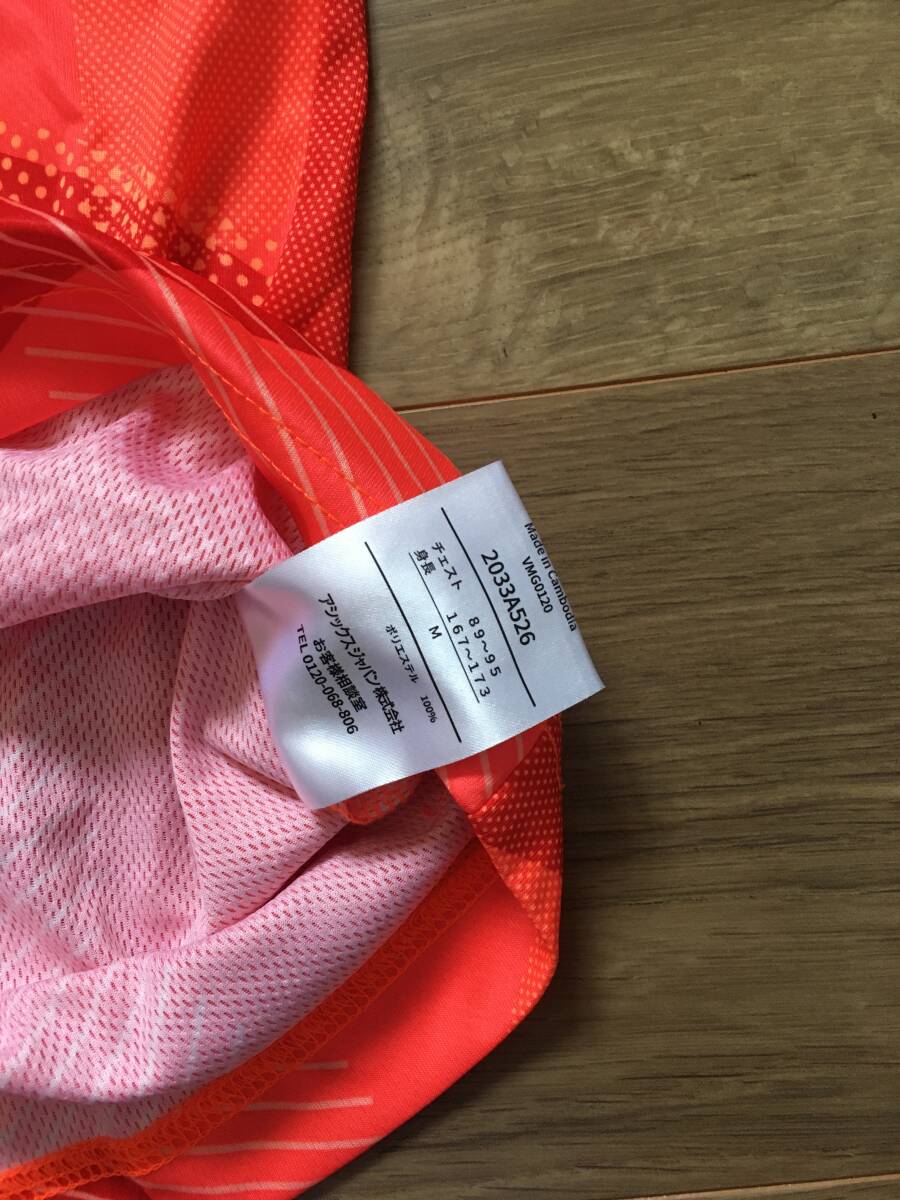 Made in Cambodia
VMG0120
2033A526
チェスト 89～95
身長 167～173
M
ポリエステル 100%
アシックスジャパン株式会社
お客様相談室
TEL 0120-068-806